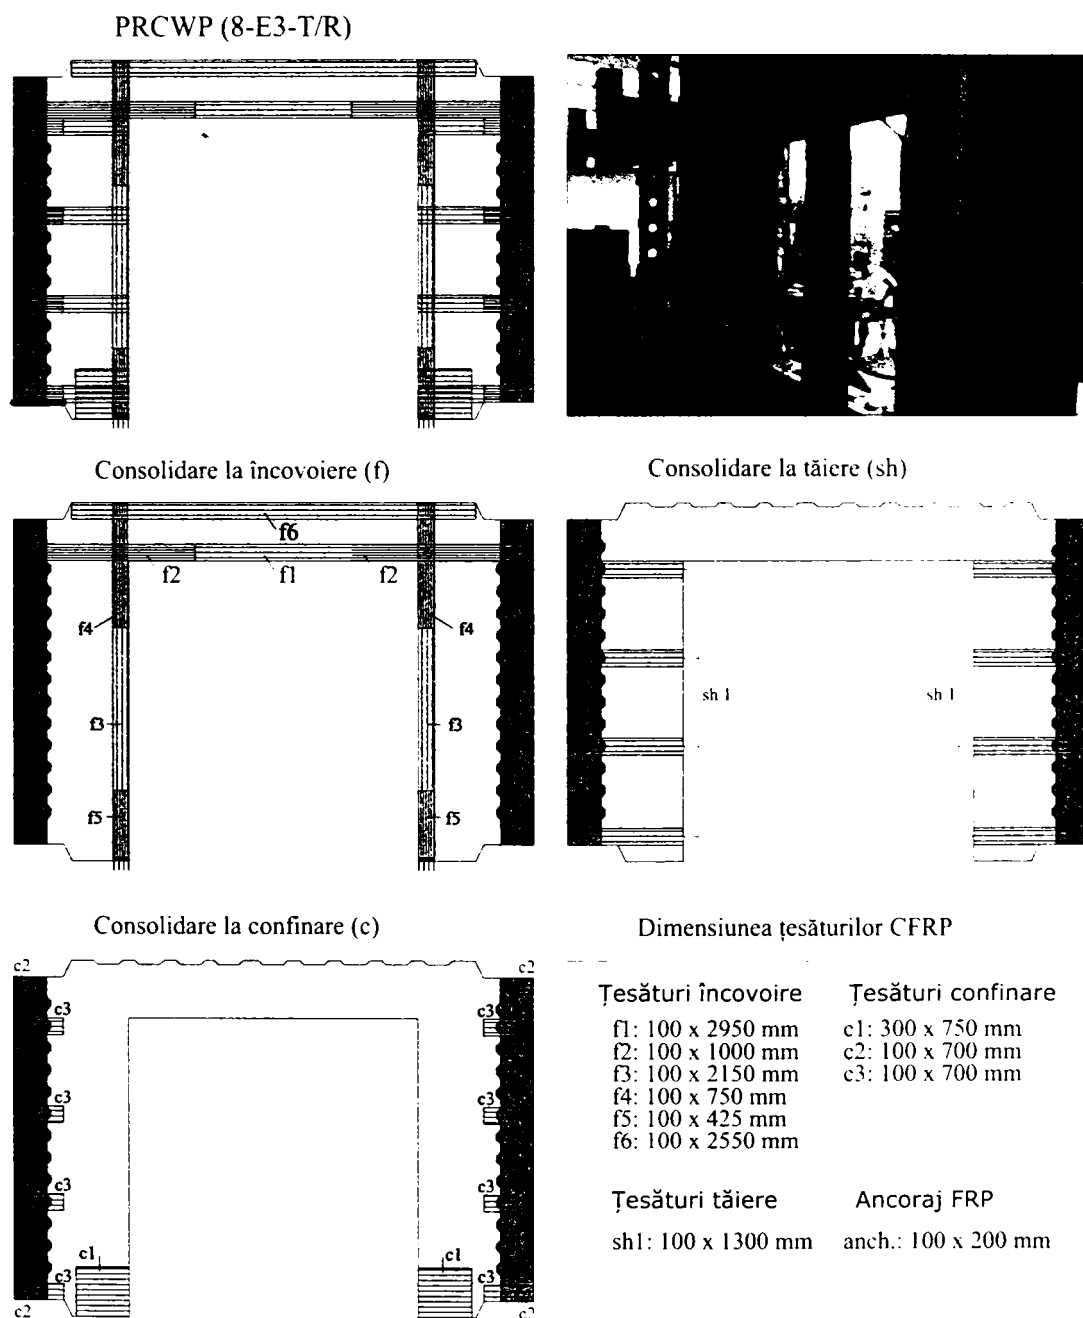 PRCWP (8-E3-T/R)
Consolidare la încovoiere (f)
f6
f2 f1 f2
f4 f4
f3 f3
f5 f5
Consolidare la tăiere (sh)
sh 1 sh 1
Consolidare la confinare (c)
c2 c2
c3 c3
c3 c3
c3 c3
c1 c1
c3 c3
c2 c2
Dimensiunea țesăturilor CFRP
Țesături încovoire
f1: 100 x 2950 mm
f2: 100 x 1000 mm
f3: 100 x 2150 mm
f4: 100 x 750 mm
f5: 100 x 425 mm
f6: 100 x 2550 mm
Țesături confinare
c1: 300 x 750 mm
c2: 100 x 700 mm
c3: 100 x 700 mm
Țesături tăiere
sh1: 100 x 1300 mm
Ancoraj FRP
anch.: 100 x 200 mm